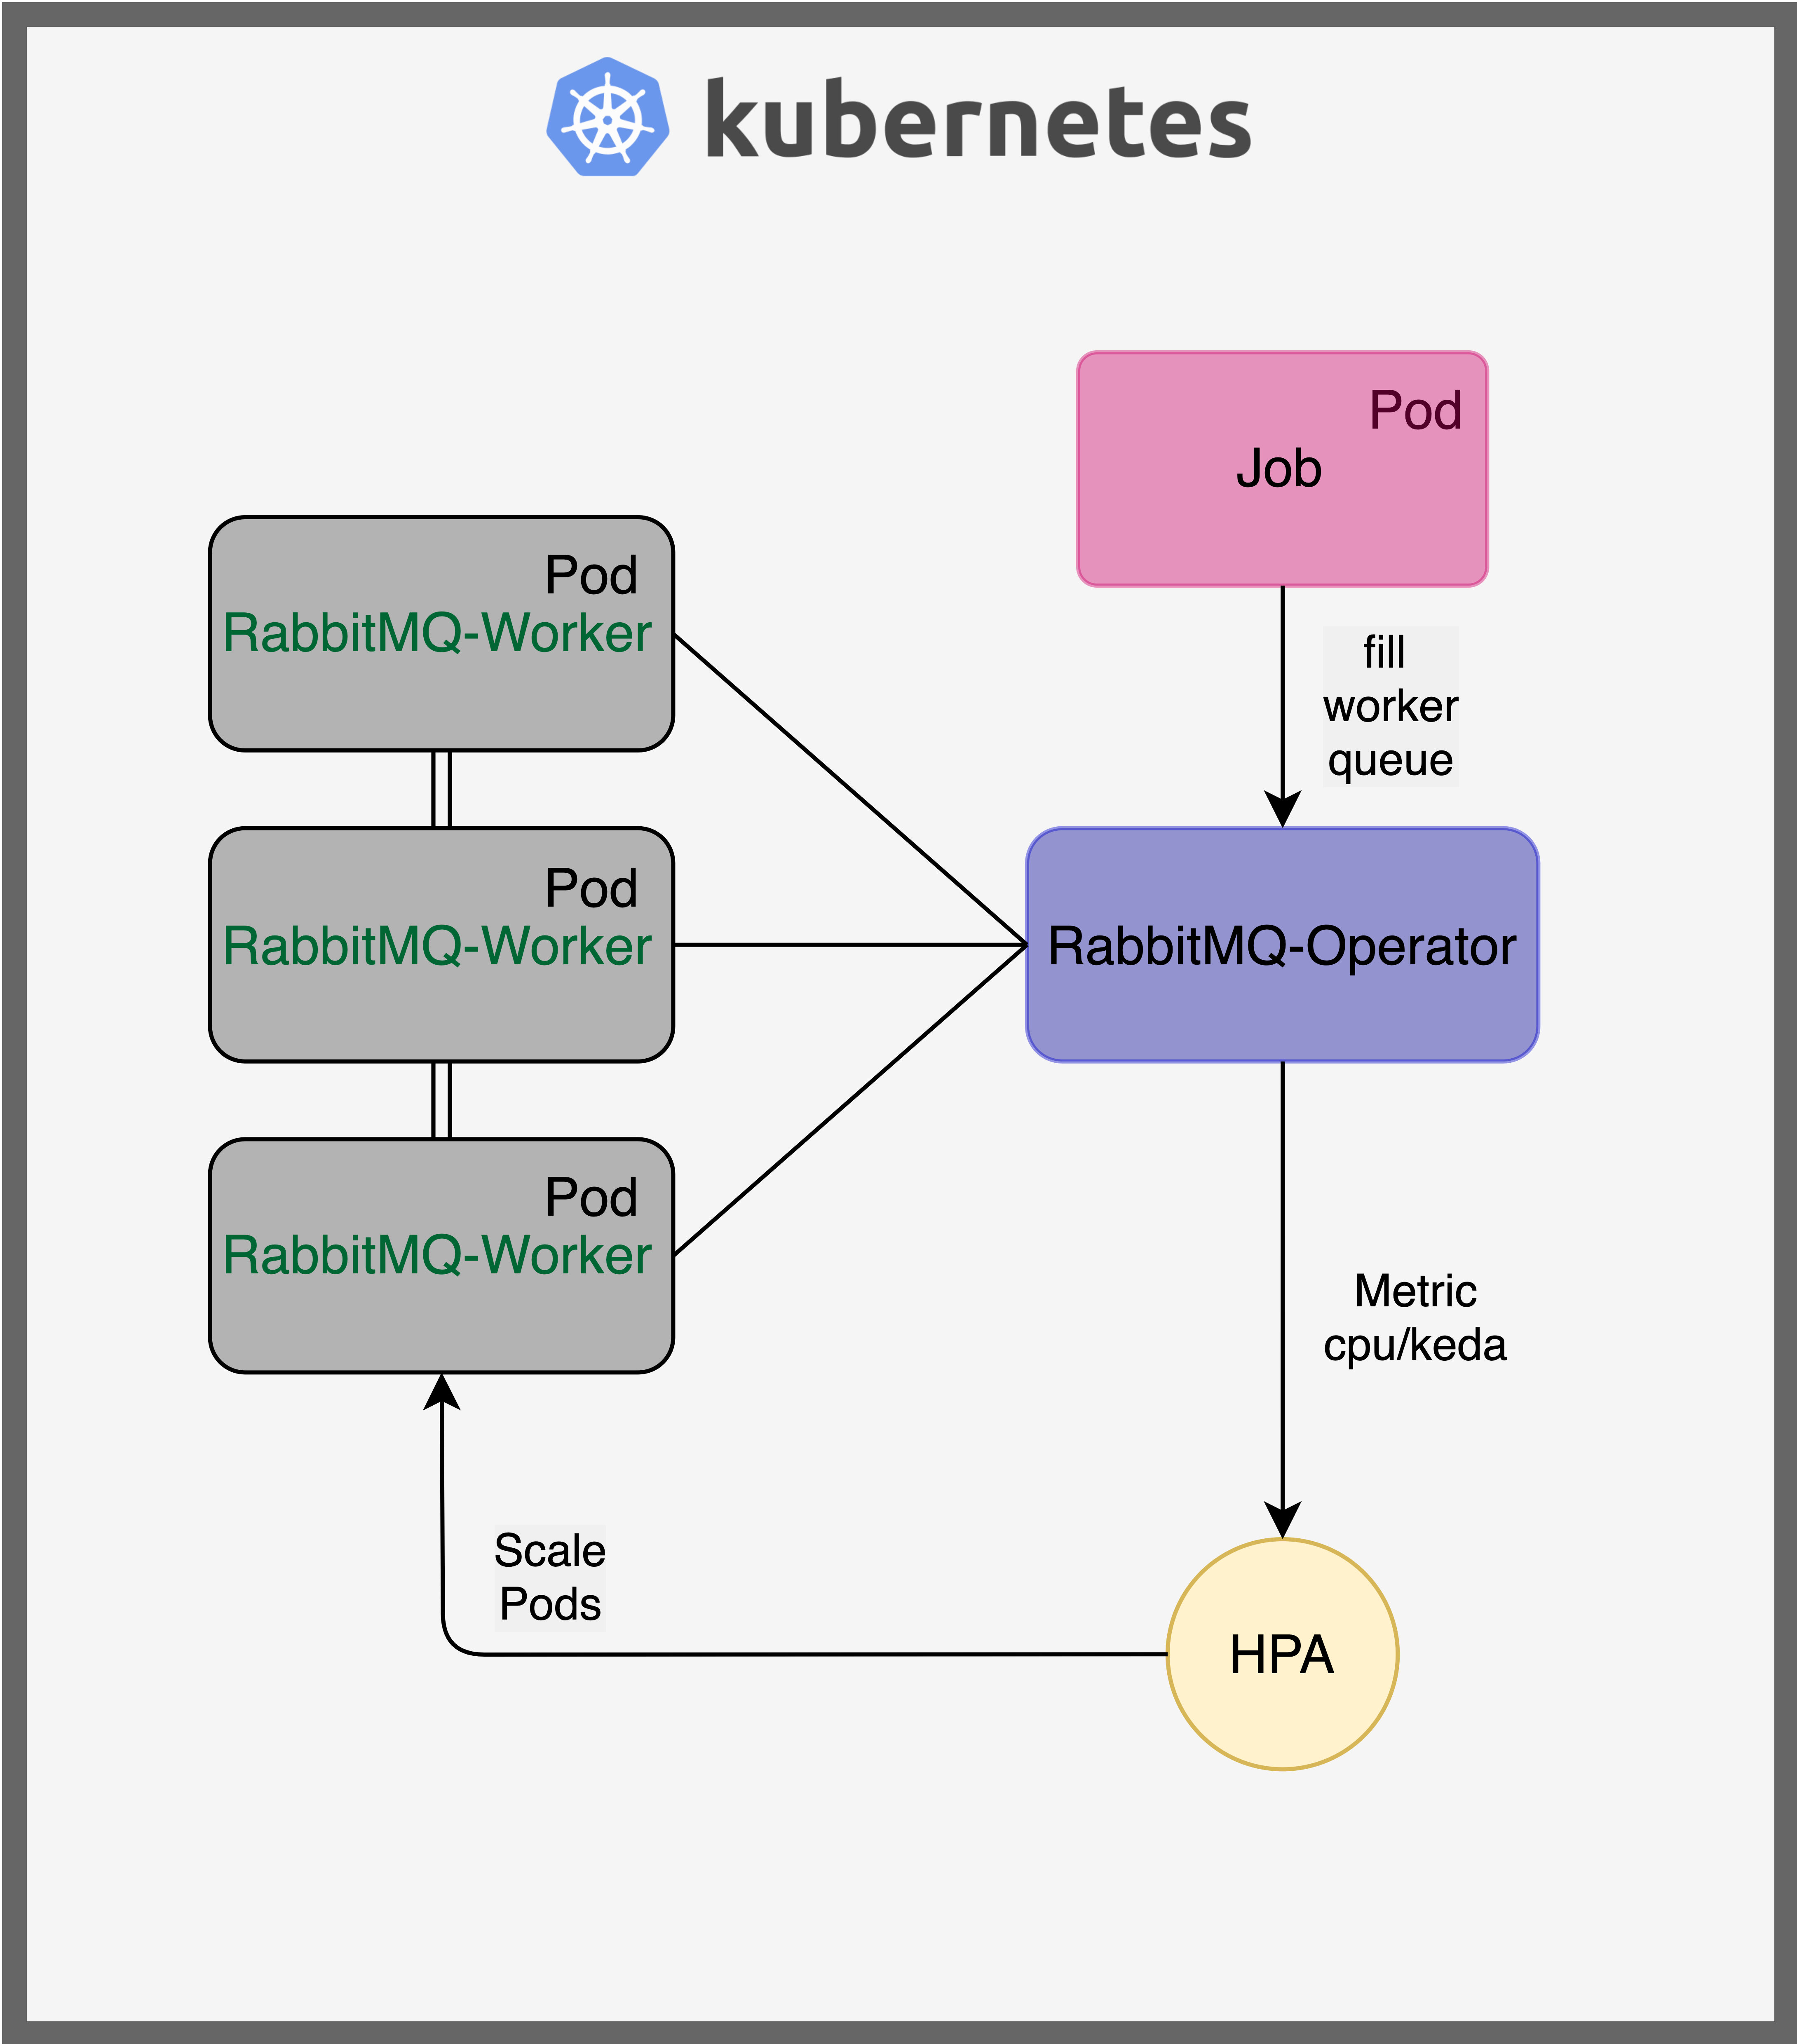 kubernetes
Pod
Job
Pod
RabbitMQ-Worker
fill
worker
queue
Pod
RabbitMQ-Worker
RabbitMQ-Operator
Pod
RabbitMQ-Worker
Metric
cpu/keda
Scale
Pods
HPA